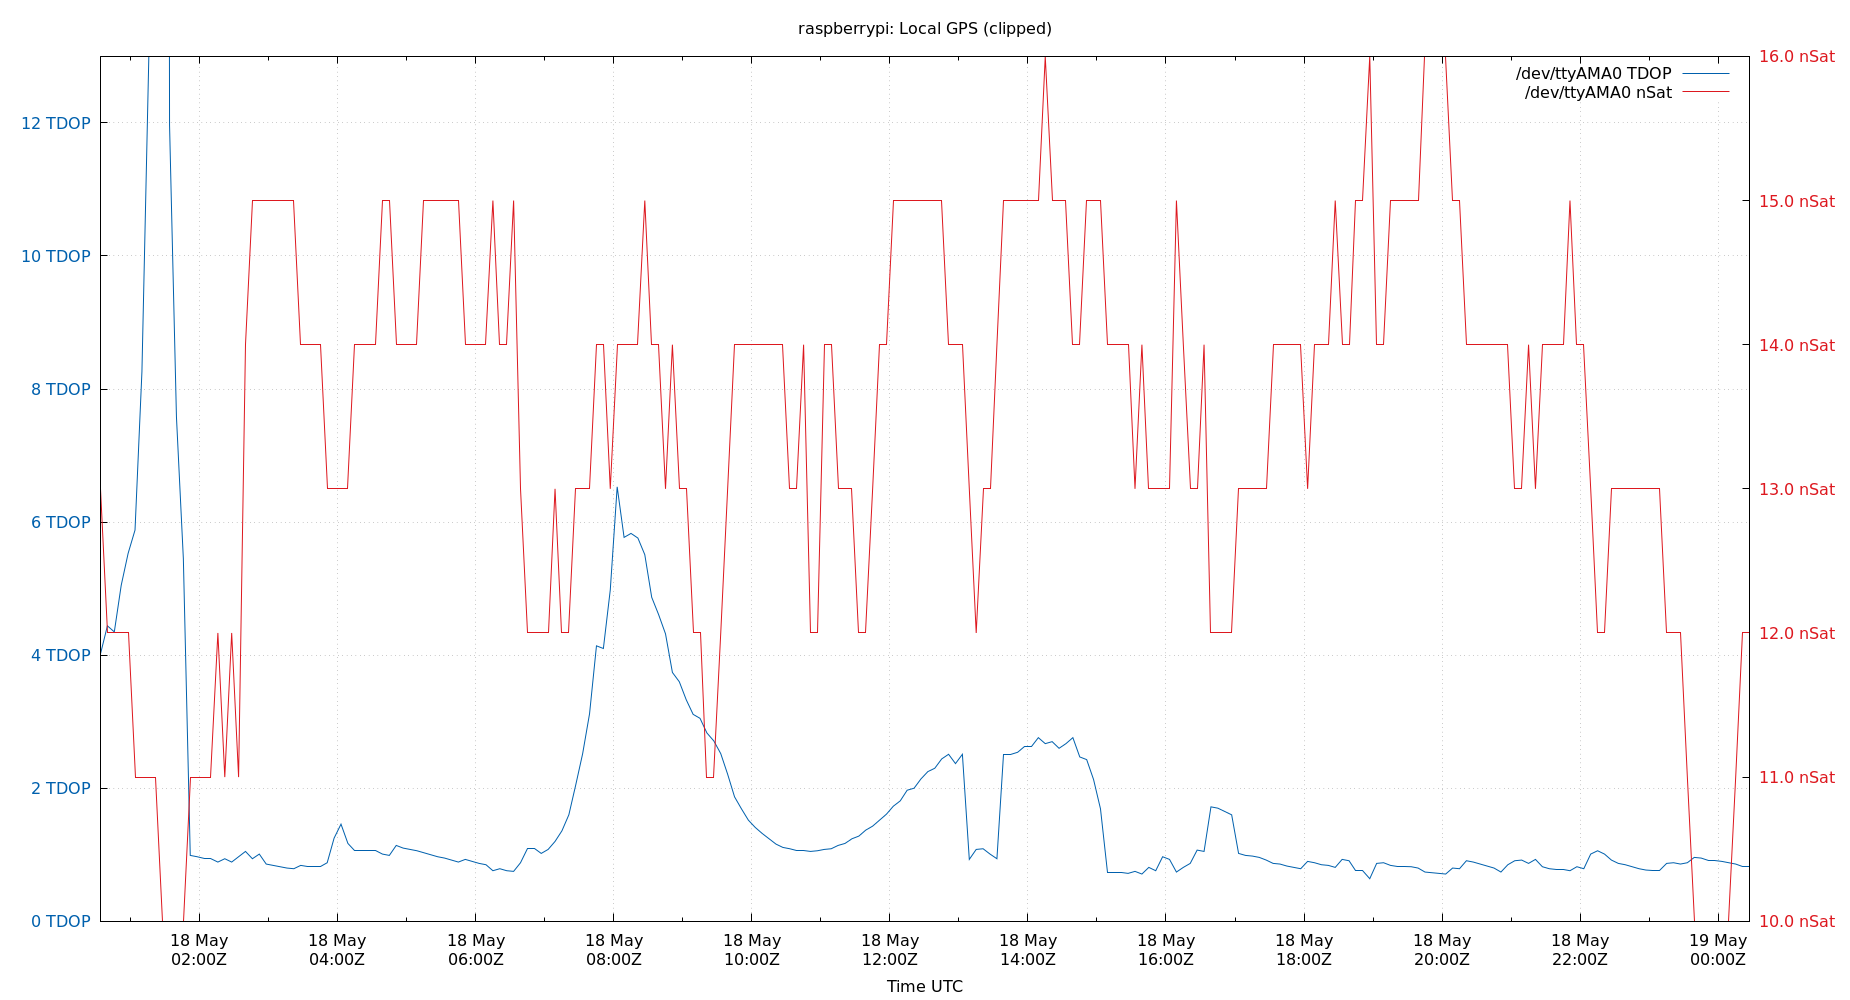 raspberrypi: Local GPS (clipped)
/dev/ttyAMA0 TDOP
/dev/ttyAMA0 nSat
12 TDOP
10 TDOP
8 TDOP
6 TDOP
4 TDOP
2 TDOP
0 TDOP
16.0 nSat
15.0 nSat
14.0 nSat
13.0 nSat
12.0 nSat
11.0 nSat
10.0 nSat
18 May 02:00Z
18 May 04:00Z
18 May 06:00Z
18 May 08:00Z
18 May 10:00Z
18 May 12:00Z
18 May 14:00Z
18 May 16:00Z
18 May 18:00Z
18 May 20:00Z
18 May 22:00Z
19 May 00:00Z
Time UTC